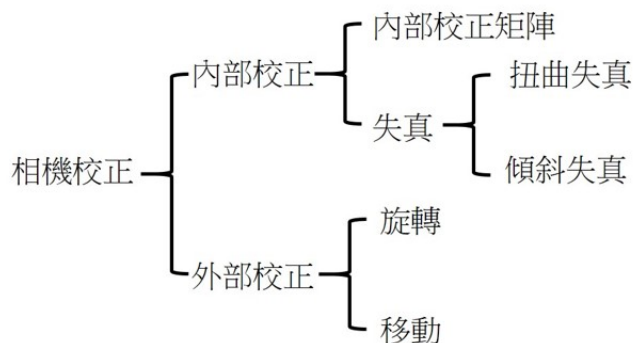 內部校正矩陣
內部校正
扭曲失真
失真
相機校正
傾斜失真
旋轉
外部校正
移動